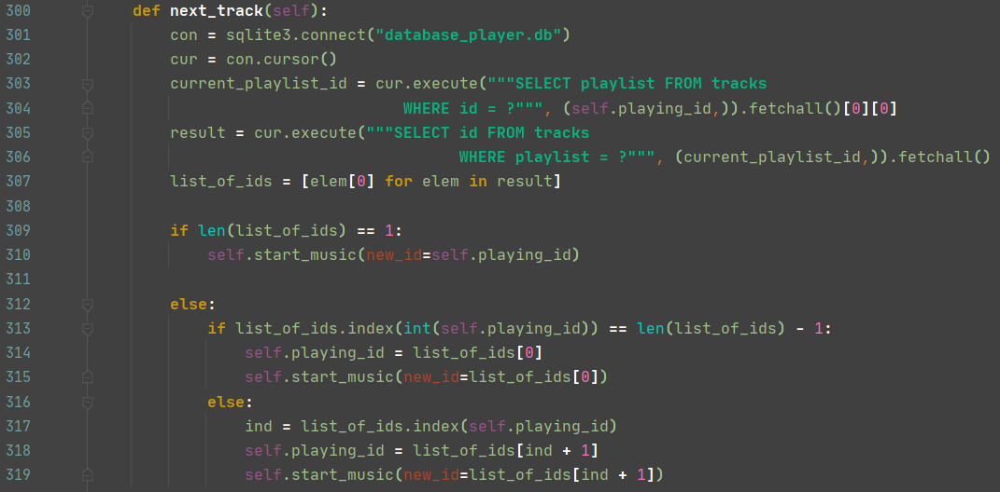 300 def next_track(self):
301 con = sqlite3.connect("database_player.db")
302 cur = con.cursor()
303 current_playlist_id = cur.execute("""SELECT playlist FROM tracks
304 WHERE id = ?""", (self.playing_id,)).fetchall()[0][0]
305 result = cur.execute("""SELECT id FROM tracks
306 WHERE playlist = ?""", (current_playlist_id,)).fetchall()
307 list_of_ids = [elem[0] for elem in result]
308
309 if len(list_of_ids) == 1:
310 self.start_music(new_id=self.playing_id)
311
312 else:
313 if list_of_ids.index(int(self.playing_id)) == len(list_of_ids) - 1:
314 self.playing_id = list_of_ids[0]
315 self.start_music(new_id=list_of_ids[0])
316 else:
317 ind = list_of_ids.index(self.playing_id)
318 self.playing_id = list_of_ids[ind + 1]
319 self.start_music(new_id=list_of_ids[ind + 1])